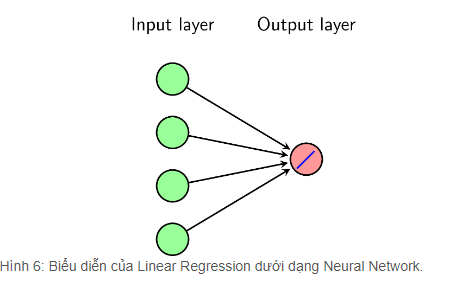 Input layer
Output layer
Hình 6: Biểu diễn của Linear Regression dưới dạng Neural Network.